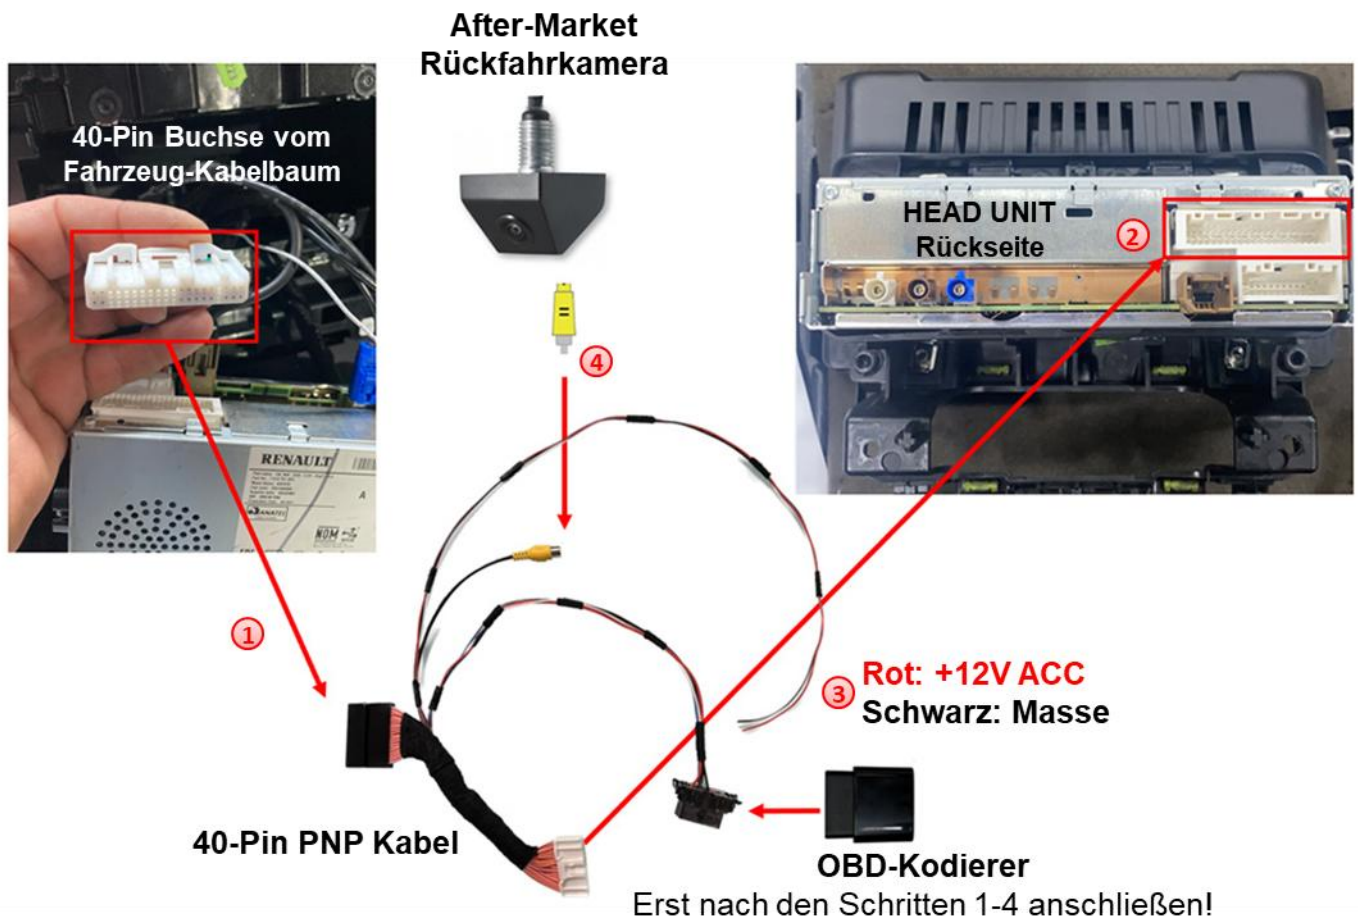 After-Market
Rückfahrkamera
40-Pin Buchse vom
Fahrzeug-Kabelbaum
HEAD UNIT
Rückseite
2
4
RENAULT
A
NOM
1
3
Rot: +12V ACC
Schwarz: Masse
40-Pin PNP Kabel
OBD-Kodierer
Erst nach den Schritten 1-4 anschließen!